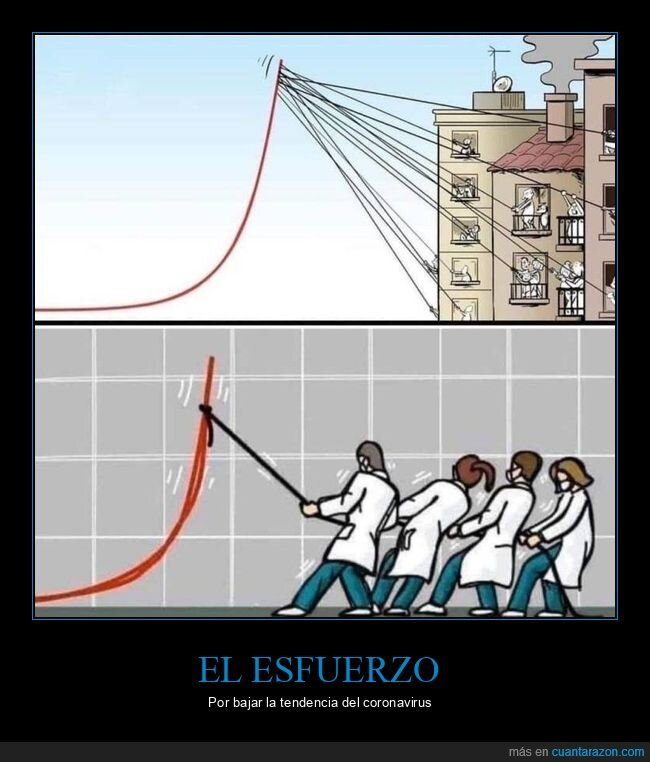 EL ESFUERZO
Por bajar la tendencia del coronavirus
más en cuantarazon.com